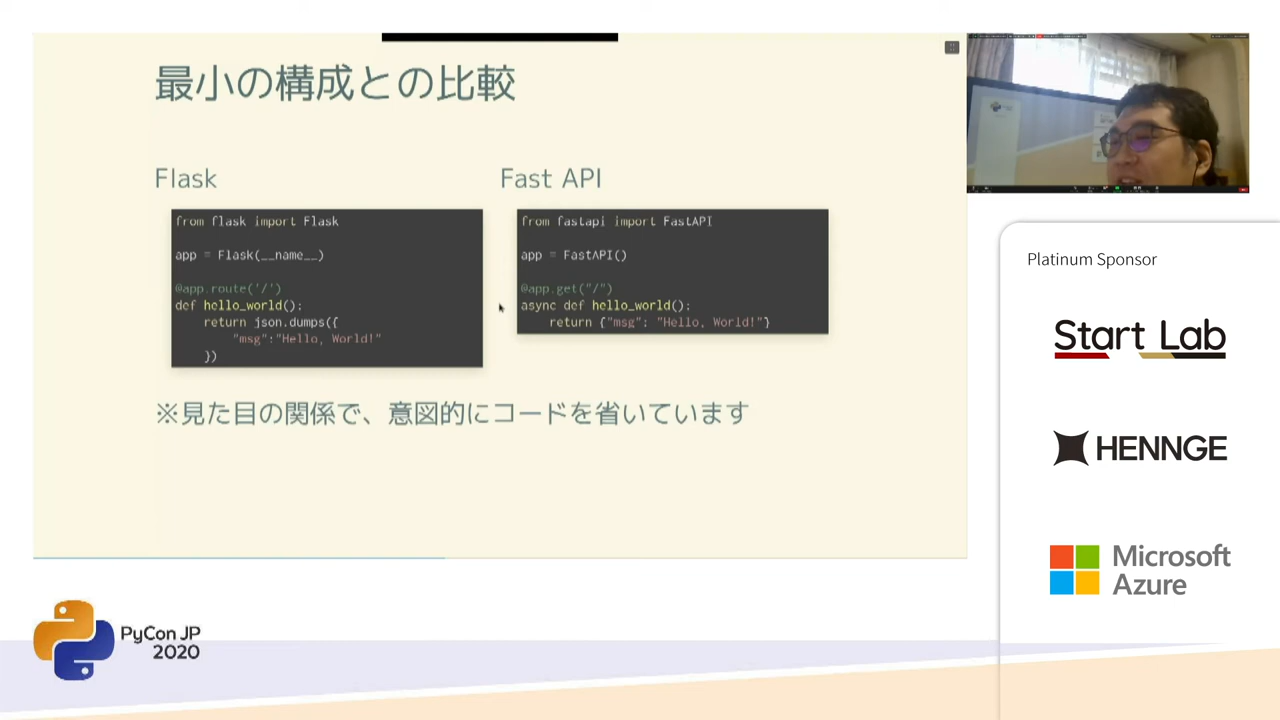 最小の構成との比較
Flask
from flask import Flask
app = Flask(__name__)
@app.route('/')
def hello_world():
return json.dumps({
"msg":"Hello, World!"
})
Fast API
from fastapi import FastAPI
app = FastAPI()
@app.get("/")
async def hello_world():
return {"msg": "Hello, World!"}
※見た目の関係で、意図的にコードを省いています
Platinum Sponsor
Start Lab
HENNGE
Microsoft
Azure
PyCon JP
2020